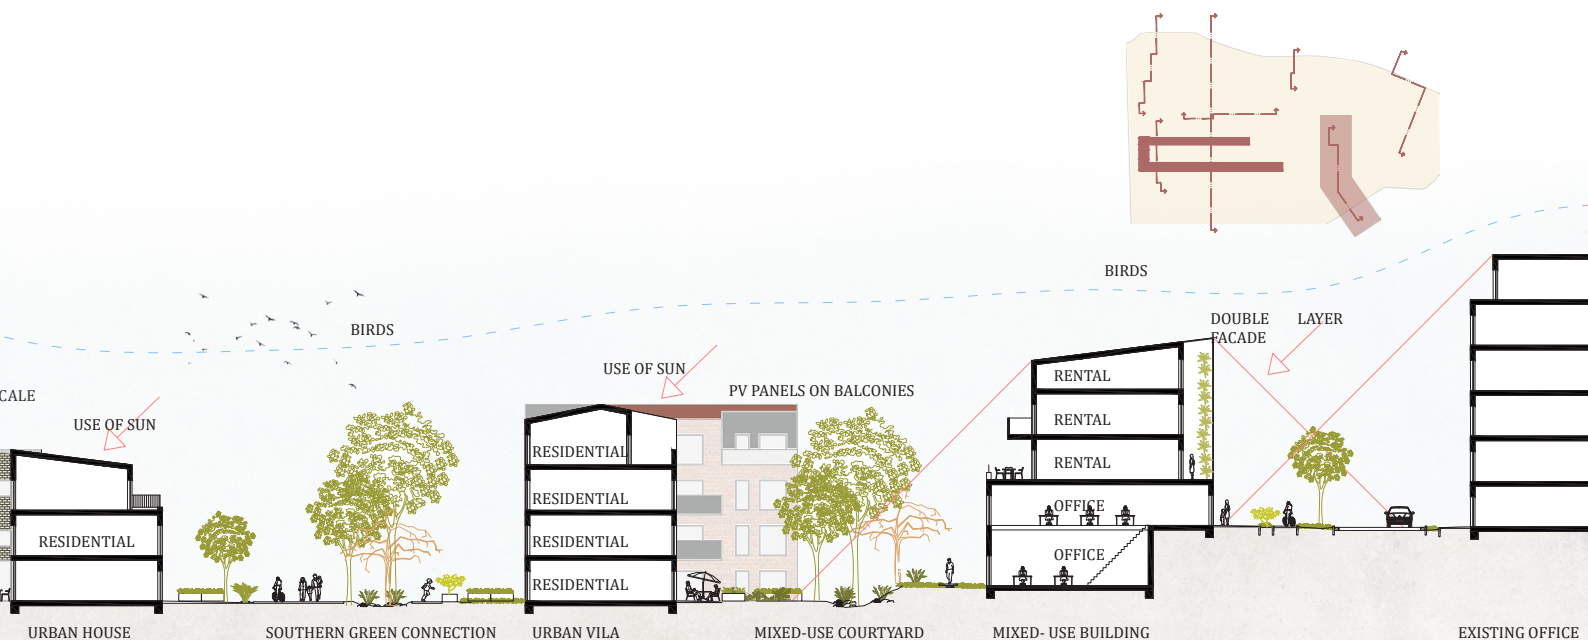 BIRDS
DOUBLE
FACADE
LAYER
BIRDS
USE OF SUN
PV PANELS ON BALCONIES
CALE
USE OF SUN
RENTAL
RENTAL
RENTAL
RESIDENTIAL
RESIDENTIAL
OFFICE
RESIDENTIAL
RESIDENTIAL
OFFICE
RESIDENTIAL
URBAN HOUSE
SOUTHERN GREEN CONNECTION
URBAN VILA
MIXED-USE COURTYARD
MIXED- USE BUILDING
EXISTING OFFICE